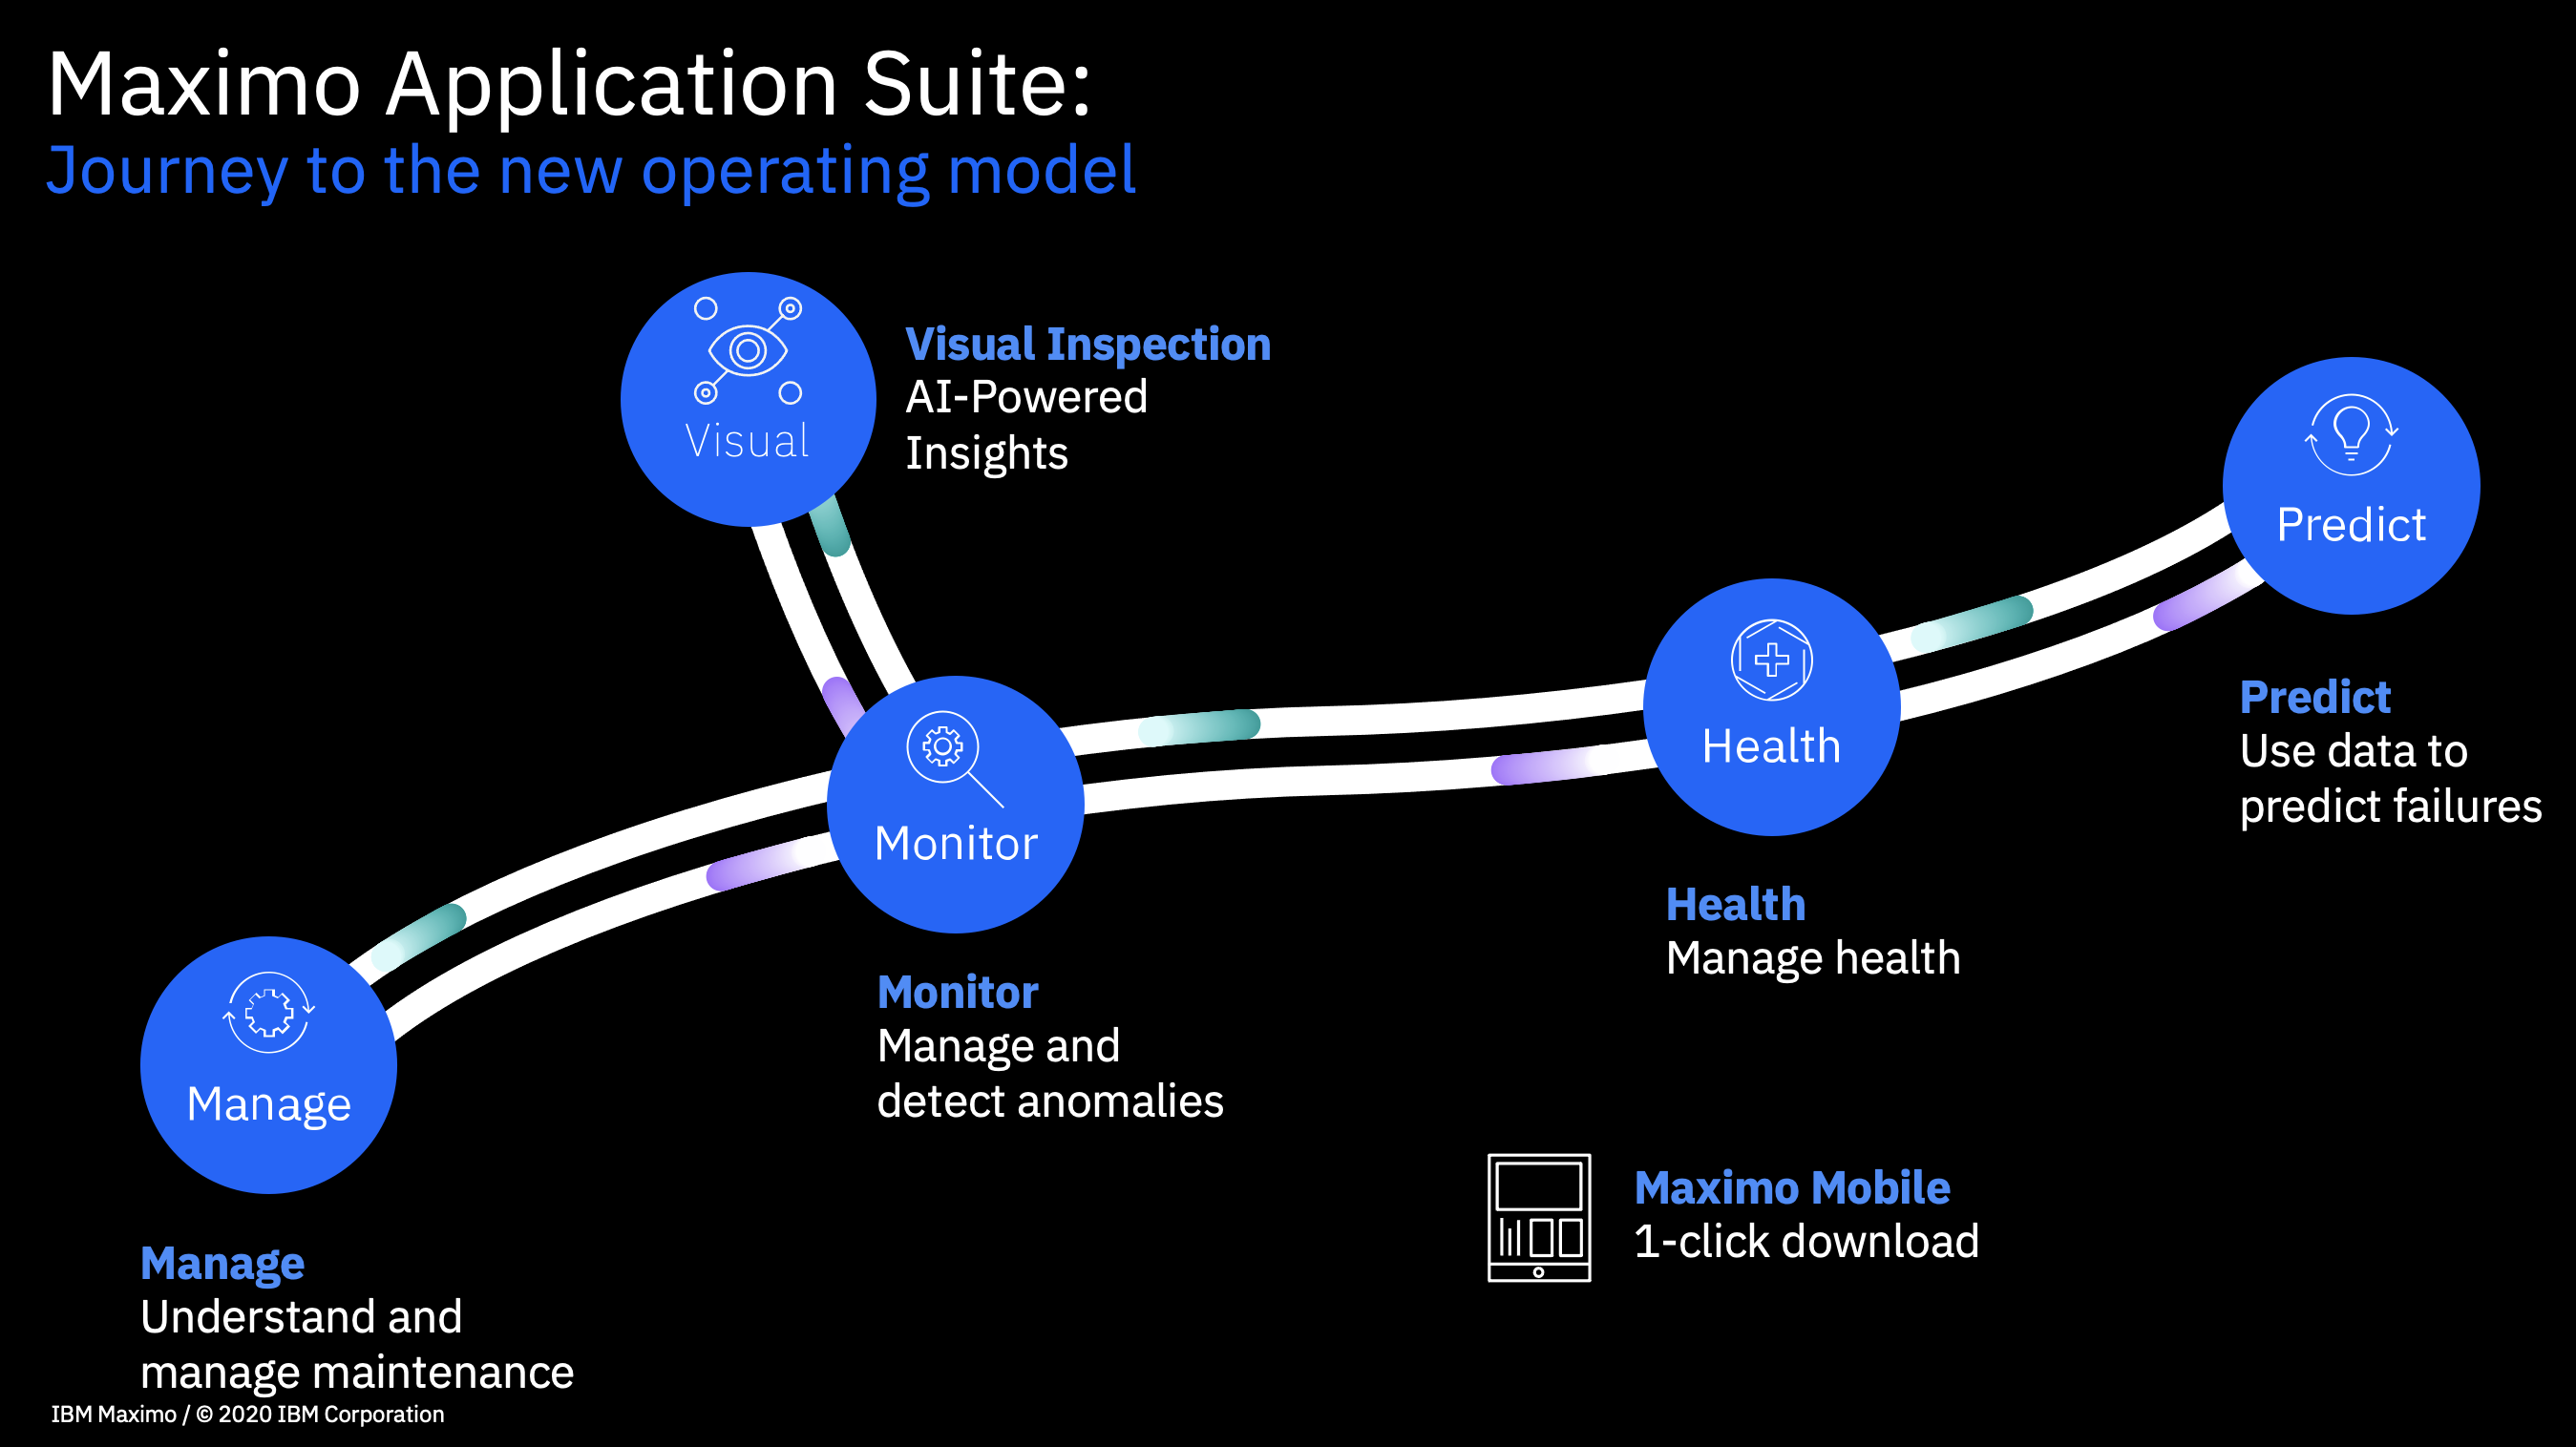 Maximo Application Suite:
Journey to the new operating model
Visual
Visual Inspection
AI-Powered
Insights
Predict
Predict
Use data to
predict failures
Health
Health
Manage health
Monitor
Monitor
Manage and
detect anomalies
Manage
Manage
Understand and
manage maintenance
Maximo Mobile
1-click download
IBM Maximo / © 2020 IBM Corporation